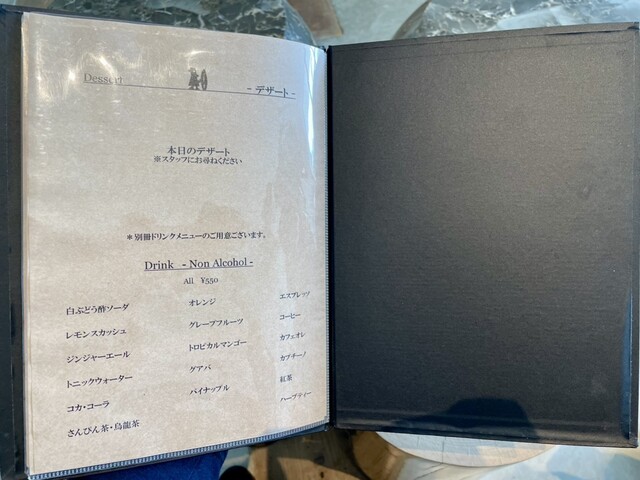 Dessert
- デザート -
本日のデザート
※スタッフにお尋ねください
＊別冊ドリンクメニューのご用意ございます。
Drink - Non Alcohol -
All ¥550
白ぶどう酢ソーダ
レモンスカッシュ
ジンジャーエール
トニックウォーター
コカ・コーラ
さんぴん茶・烏龍茶
オレンジ
グレープフルーツ
トロピカルマンゴー
グアバ
パイナップル
エスプレッソ
コーヒー
カフェオレ
カプチーノ
紅茶
ハーブティー